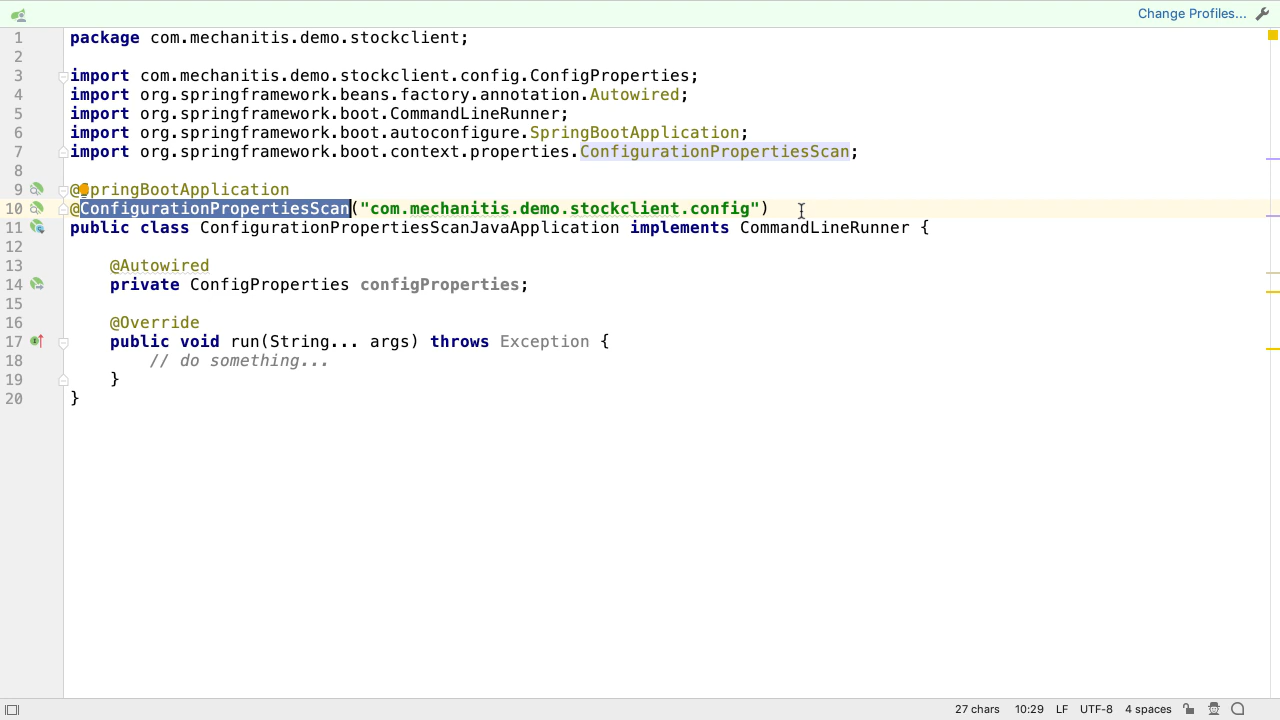 Change Profiles...
1 package com.mechanitis.demo.stockclient;
2
3 import com.mechanitis.demo.stockclient.config.ConfigProperties;
4 import org.springframework.beans.factory.annotation.Autowired;
5 import org.springframework.boot.CommandLineRunner;
6 import org.springframework.boot.autoconfigure.SpringBootApplication;
7 import org.springframework.boot.context.properties.ConfigurationPropertiesScan;
8
9 @SpringBootApplication
10 @ConfigurationPropertiesScan("com.mechanitis.demo.stockclient.config")
11 public class ConfigurationPropertiesScanJavaApplication implements CommandLineRunner {
12
13 @Autowired
14 private ConfigProperties configProperties;
15
16 @Override
17 public void run(String... args) throws Exception {
18 // do something...
19 }
20 }
27 chars 10:29 LF UTF-8 4 spaces